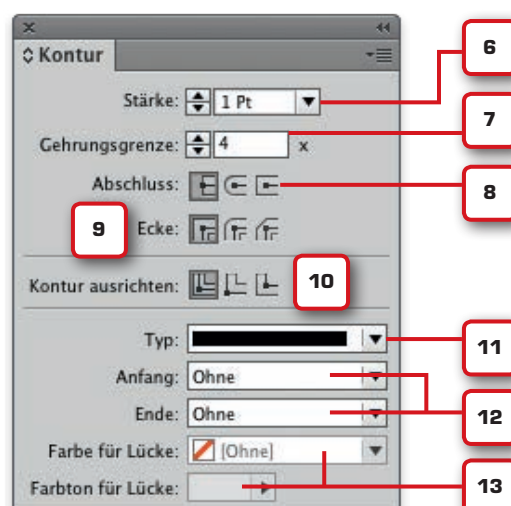 Kontur
6
Stärke: 1 Pt
7
Gehrungsgrenze: 4 x
Abschluss:
8
9
Ecke:
Kontur ausrichten:
10
Typ:
11
Anfang: Ohne
Ende: Ohne
12
Farbe für Lücke: [Ohne]
Farbton für Lücke:
13